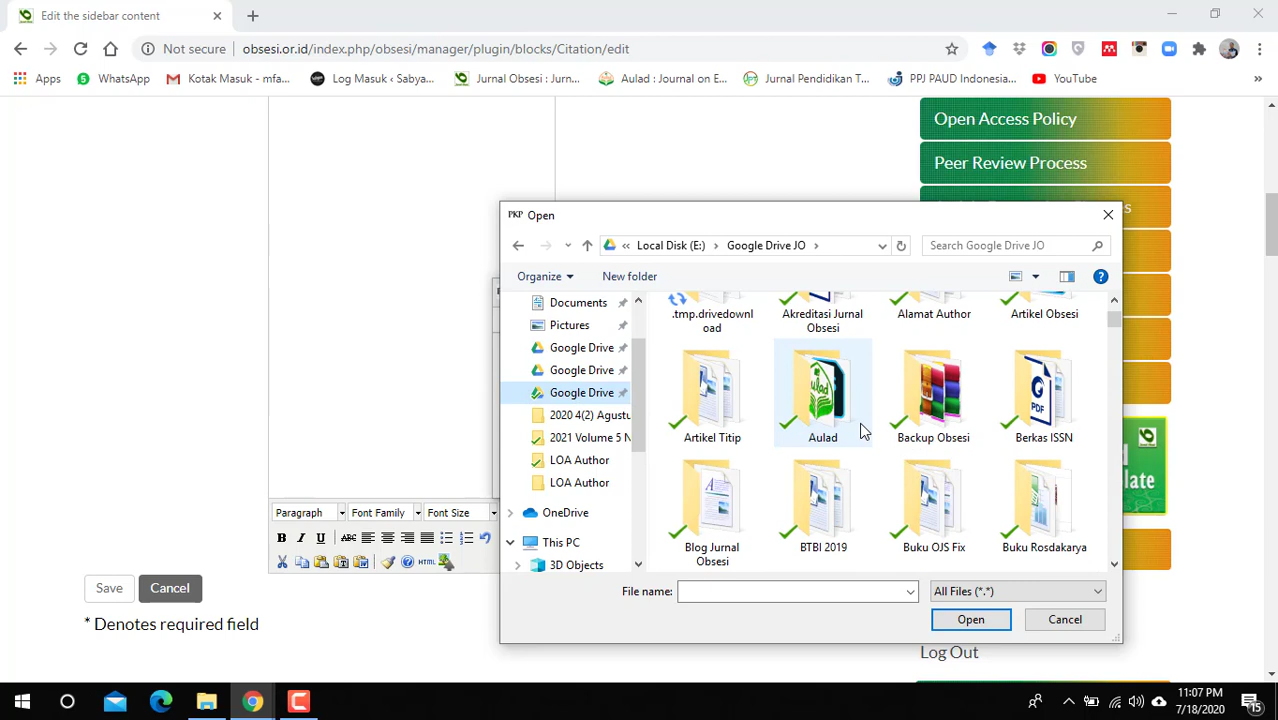 Edit the sidebar content
Not secure
obsesi.or.id/index.php/obsesi/manager/plugin/blocks/Citation/edit
Apps
WhatsApp
Kotak Masuk - mfa...
Log Masuk ‹ Sabya...
Jurnal Obsesi : Jurn...
Aulad : Journal on E...
Jurnal Pendidikan T...
PPJ PAUD Indonesia...
YouTube
Open Access Policy
Peer Review Process
PKP Open
Local Disk (E:)
Google Drive JO
Search Google Drive JO
Organize
New folder
Documents
Pictures
Google Drive
Google Drive
Google Drive
2020 4(2) Agustu
2021 Volume 5 N
LOA Author
LOA Author
OneDrive
This PC
3D Objects
.tmp.drivedownl
oad
Akreditasi Jurnal
Obsesi
Alamat Author
Artikel Obsesi
Artikel Titip
Aulad
Backup Obsesi
PDF
Berkas ISSN
Blog Jurnal
Obsesi
BTBI 2019
Buku OJS Fix
Buku Rosdakarya
File name:
All Files (*.*)
Open
Cancel
Paragraph
Font Family
Font Size
B I U ABC
HTML
Save
Cancel
* Denotes required field
Log Out
11:07 PM
7/18/2020
15